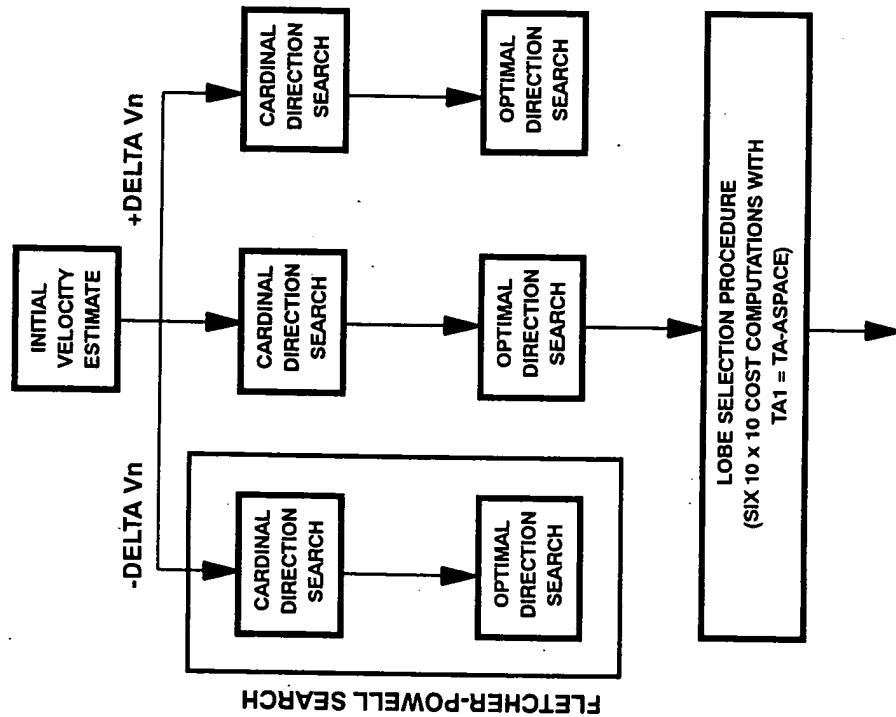 INITIAL
VELOCITY
ESTIMATE
-DELTA Vn
+DELTA Vn
CARDINAL
DIRECTION
SEARCH
OPTIMAL
DIRECTION
SEARCH
FLETCHER-POWELL SEARCH
CARDINAL
DIRECTION
SEARCH
OPTIMAL
DIRECTION
SEARCH
CARDINAL
DIRECTION
SEARCH
OPTIMAL
DIRECTION
SEARCH
LOBE SELECTION PROCEDURE
(SIX 10 x 10 COST COMPUTATIONS WITH
TA1 = TA-ASPACE)